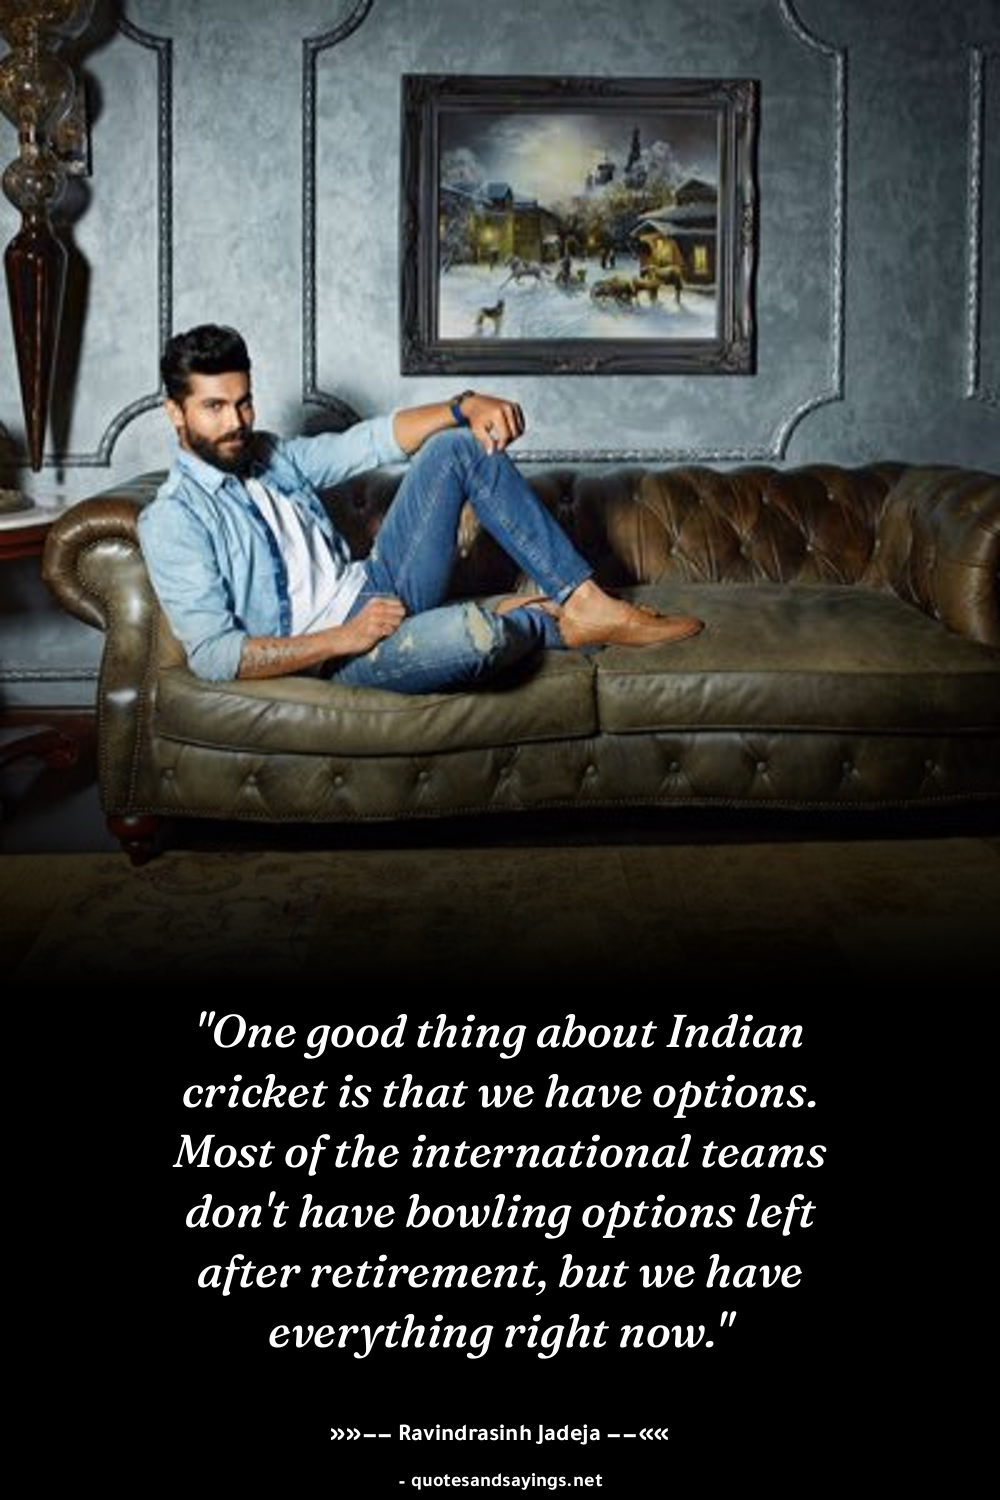 "One good thing about Indian
cricket is that we have options.
Most of the international teams
don't have bowling options left
after retirement, but we have
everything right now."
»»−− Ravindrasinh Jadeja −−««
- quotesandsayings.net